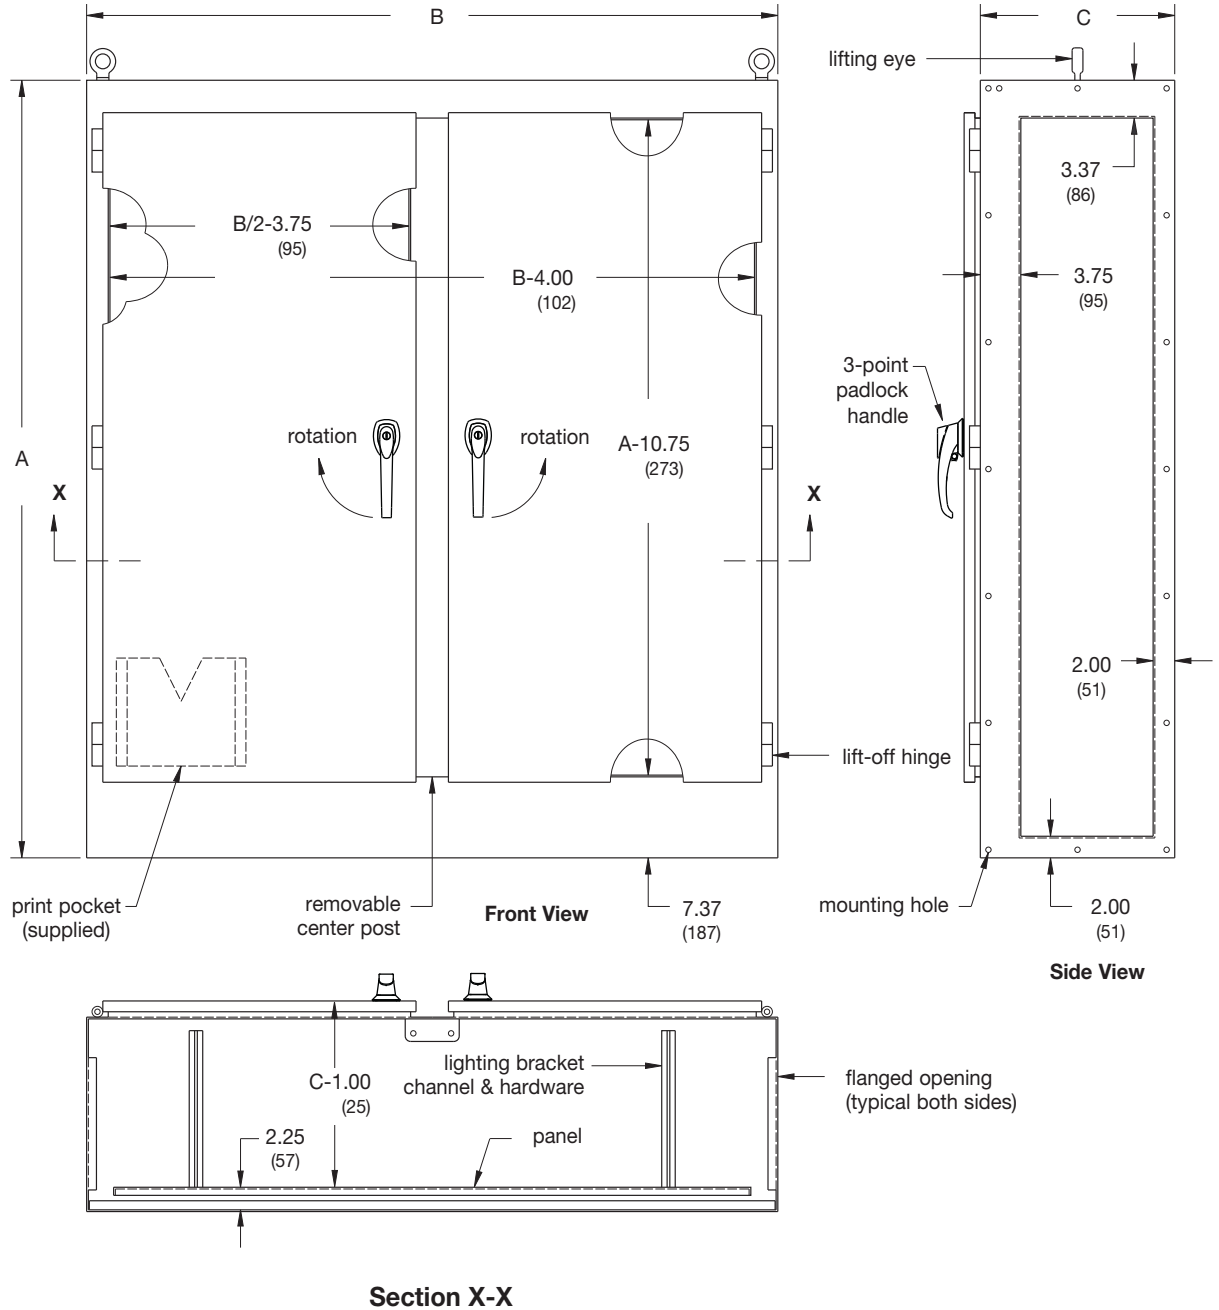 B
C
lifting eye
3.37
(86)
B/2-3.75
(95)
B-4.00
(102)
3.75
(95)
3-point
padlock
handle
rotation
rotation
A-10.75
(273)
A
X
X
2.00
(51)
lift-off hinge
print pocket
(supplied)
removable
center post
Front View
7.37
(187)
mounting hole
2.00
(51)
Side View
lighting bracket
channel & hardware
C-1.00
(25)
flanged opening
(typical both sides)
2.25
(57)
panel
Section X-X